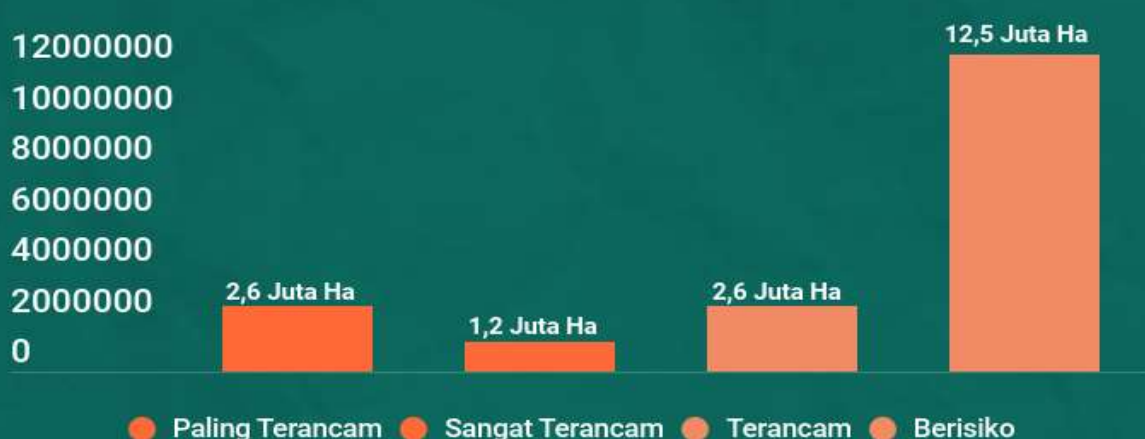 12,5 Juta Ha
12000000
10000000
8000000
6000000
4000000
2000000
0
2,6 Juta Ha
1,2 Juta Ha
2,6 Juta Ha
Paling Terancam Sangat Terancam Terancam Berisiko